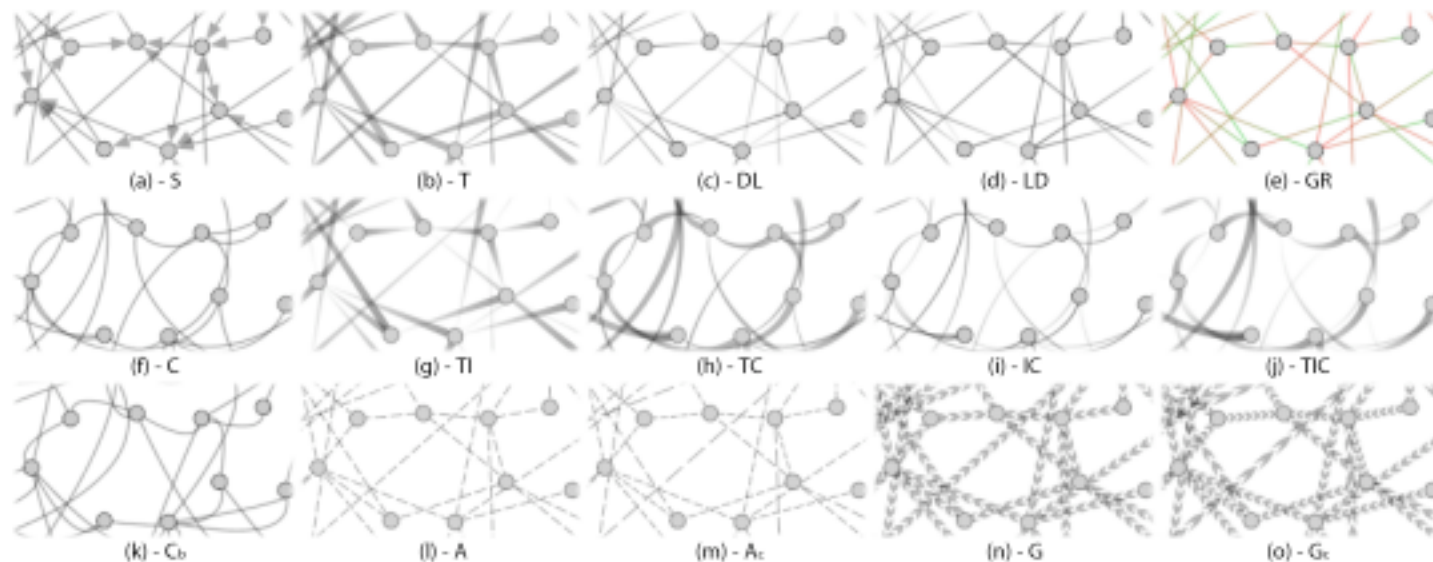 (a) - S (b) - T (c) - DL (d) - LD (e) - GR
(f) - C (g) - TI (h) - TC (i) - IC (j) - TIC
(k) - Cb (l) - A (m) - Ac (n) - G (o) - Gc